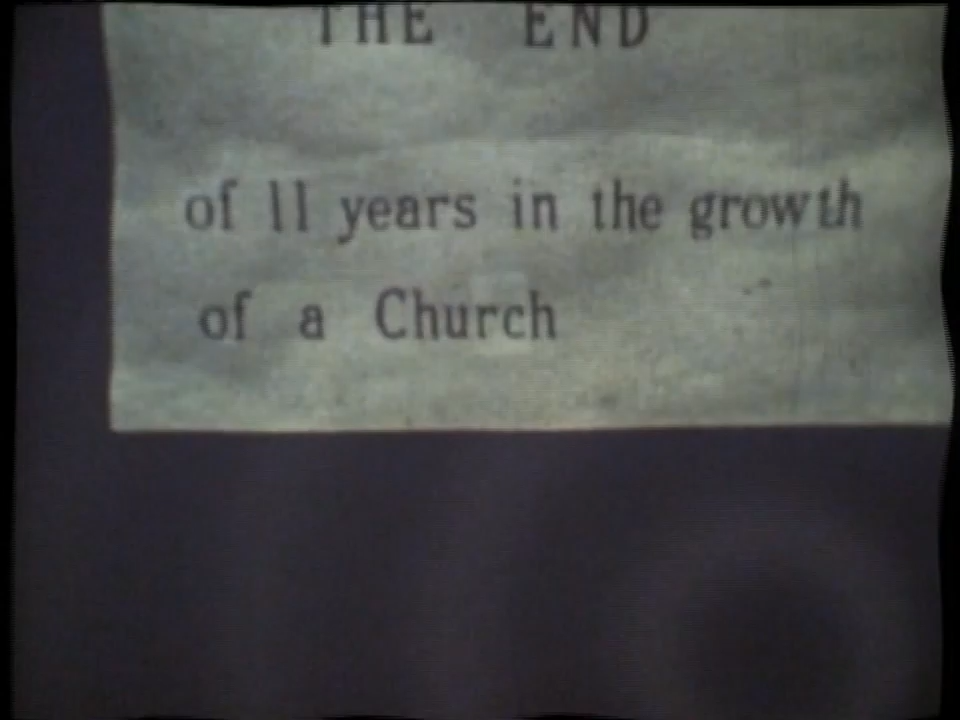 THE END
of 11 years in the growth
of a Church